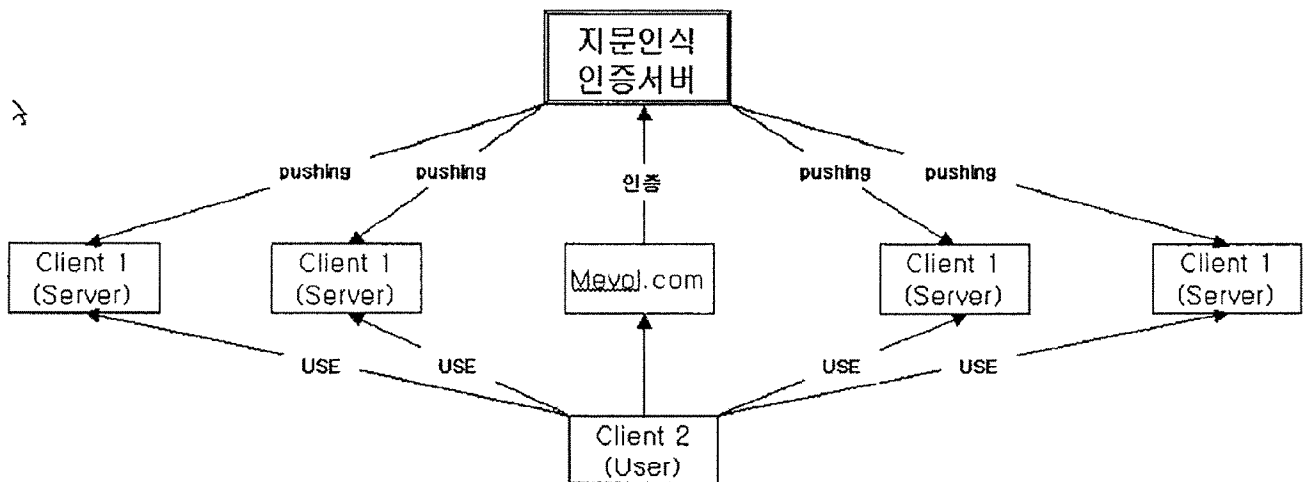 지문인식
인증서버
pushing
pushing
인증
pushing
pushing
Client 1
(Server)
Client 1
(Server)
Mevol.com
Client 1
(Server)
Client 1
(Server)
USE
USE
USE
USE
Client 2
(User)